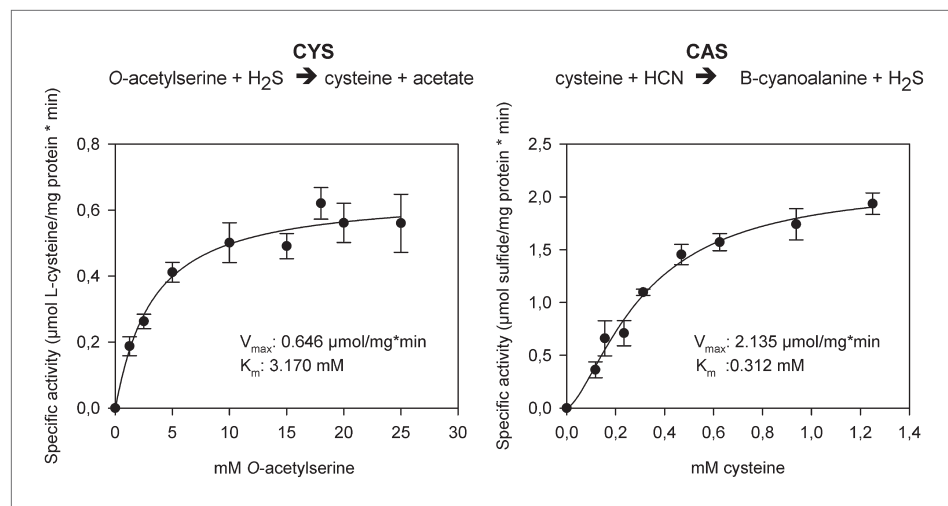 CYS
O-acetylserine + H2S ➔ cysteine + acetate
Specific activity (µmol L-cysteine/mg protein * min)
0,8
0,6
0,4
0,2
0,0
Vmax: 0.646 µmol/mg*min
Km: 3.170 mM
0 5 10 15 20 25 30
mM O-acetylserine
CAS
cysteine + HCN ➔ B-cyanoalanine + H2S
Specific activity (µmol sulfide/mg protein * min)
2,5
2,0
1,5
1,0
0,5
0,0
Vmax: 2.135 µmol/mg*min
Km :0.312 mM
0,0 0,2 0,4 0,6 0,8 1,0 1,2 1,4
mM cysteine